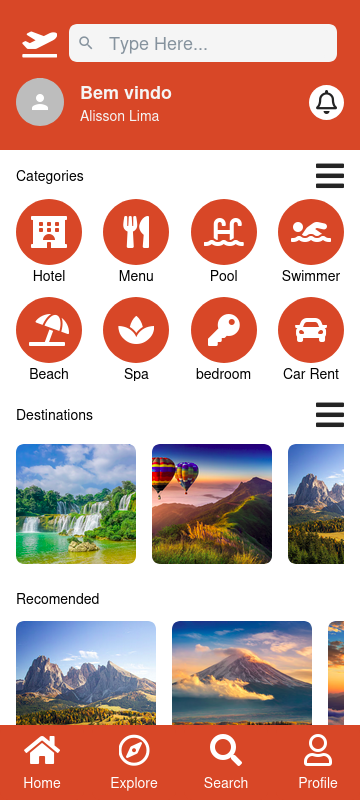 Type Here...
Bem vindo
Alisson Lima
Categories
Hotel
Menu
Pool
Swimmer
Beach
Spa
bedroom
Car Rent
Destinations
Recomended
Home
Explore
Search
Profile